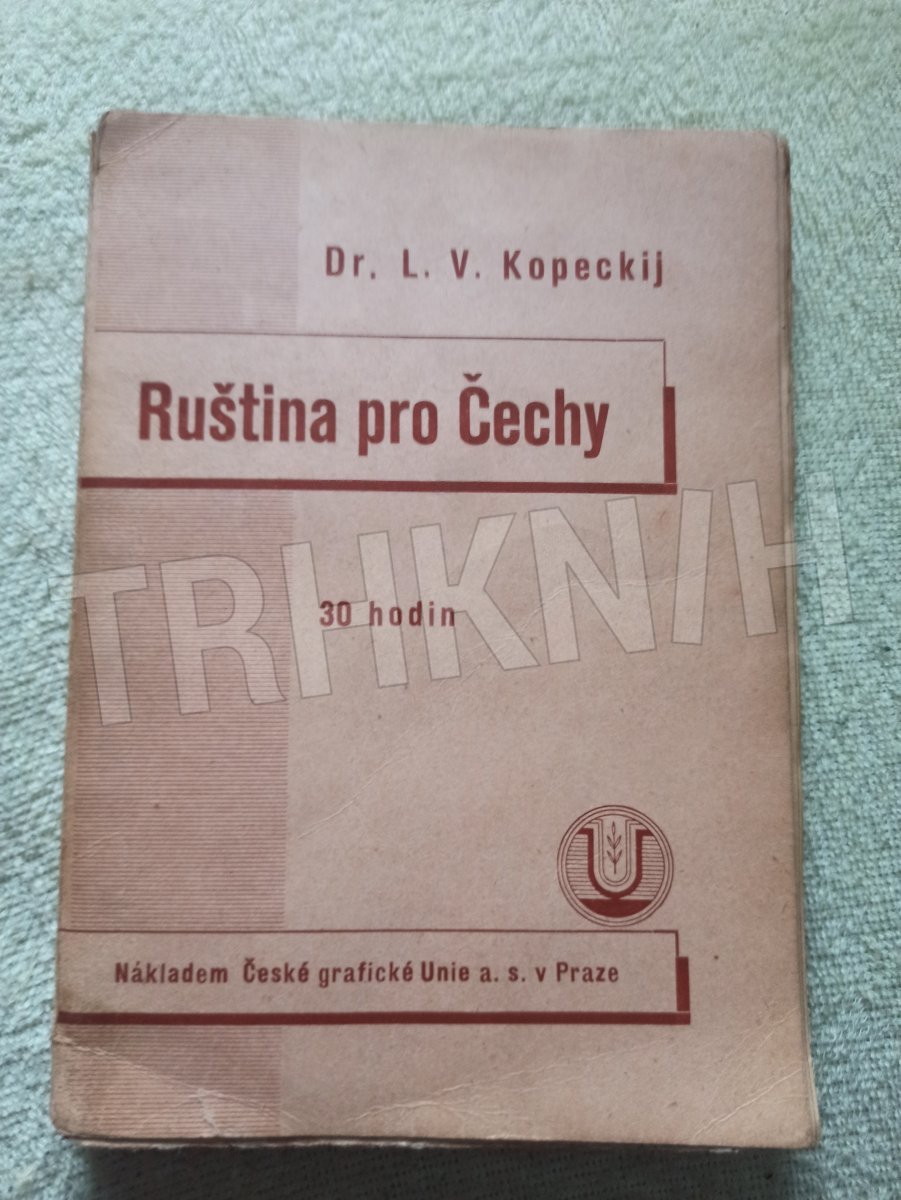 Dr. L. V. Kopeckij
Ruština pro Čechy
TRHKNIH
30 hodin
U
Nákladem České grafické Unie a. s. v Praze